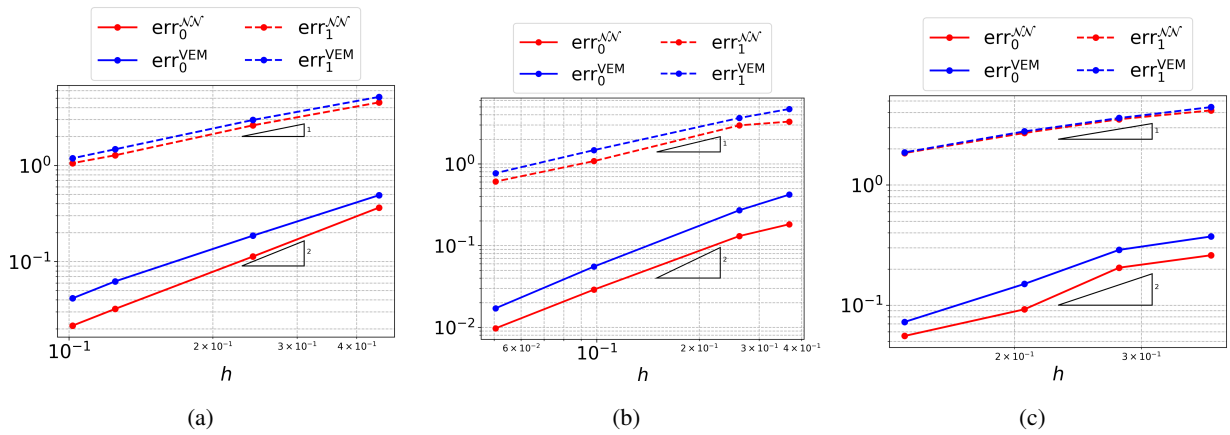 err₀^𝒩𝒩 err₁^𝒩𝒩
err₀^VEM err₁^VEM
10⁰
10⁻¹
1
2
10⁻¹ 2 × 10⁻¹ 3 × 10⁻¹ 4 × 10⁻¹
h
(a)
err₀^𝒩𝒩 err₁^𝒩𝒩
err₀^VEM err₁^VEM
10⁰
10⁻¹
10⁻²
1
2
6 × 10⁻² 10⁻¹ 2 × 10⁻¹ 3 × 10⁻¹ 4 × 10⁻¹
h
(b)
err₀^𝒩𝒩 err₁^𝒩𝒩
err₀^VEM err₁^VEM
10⁰
10⁻¹
1
2
2 × 10⁻¹ 3 × 10⁻¹
h
(c)